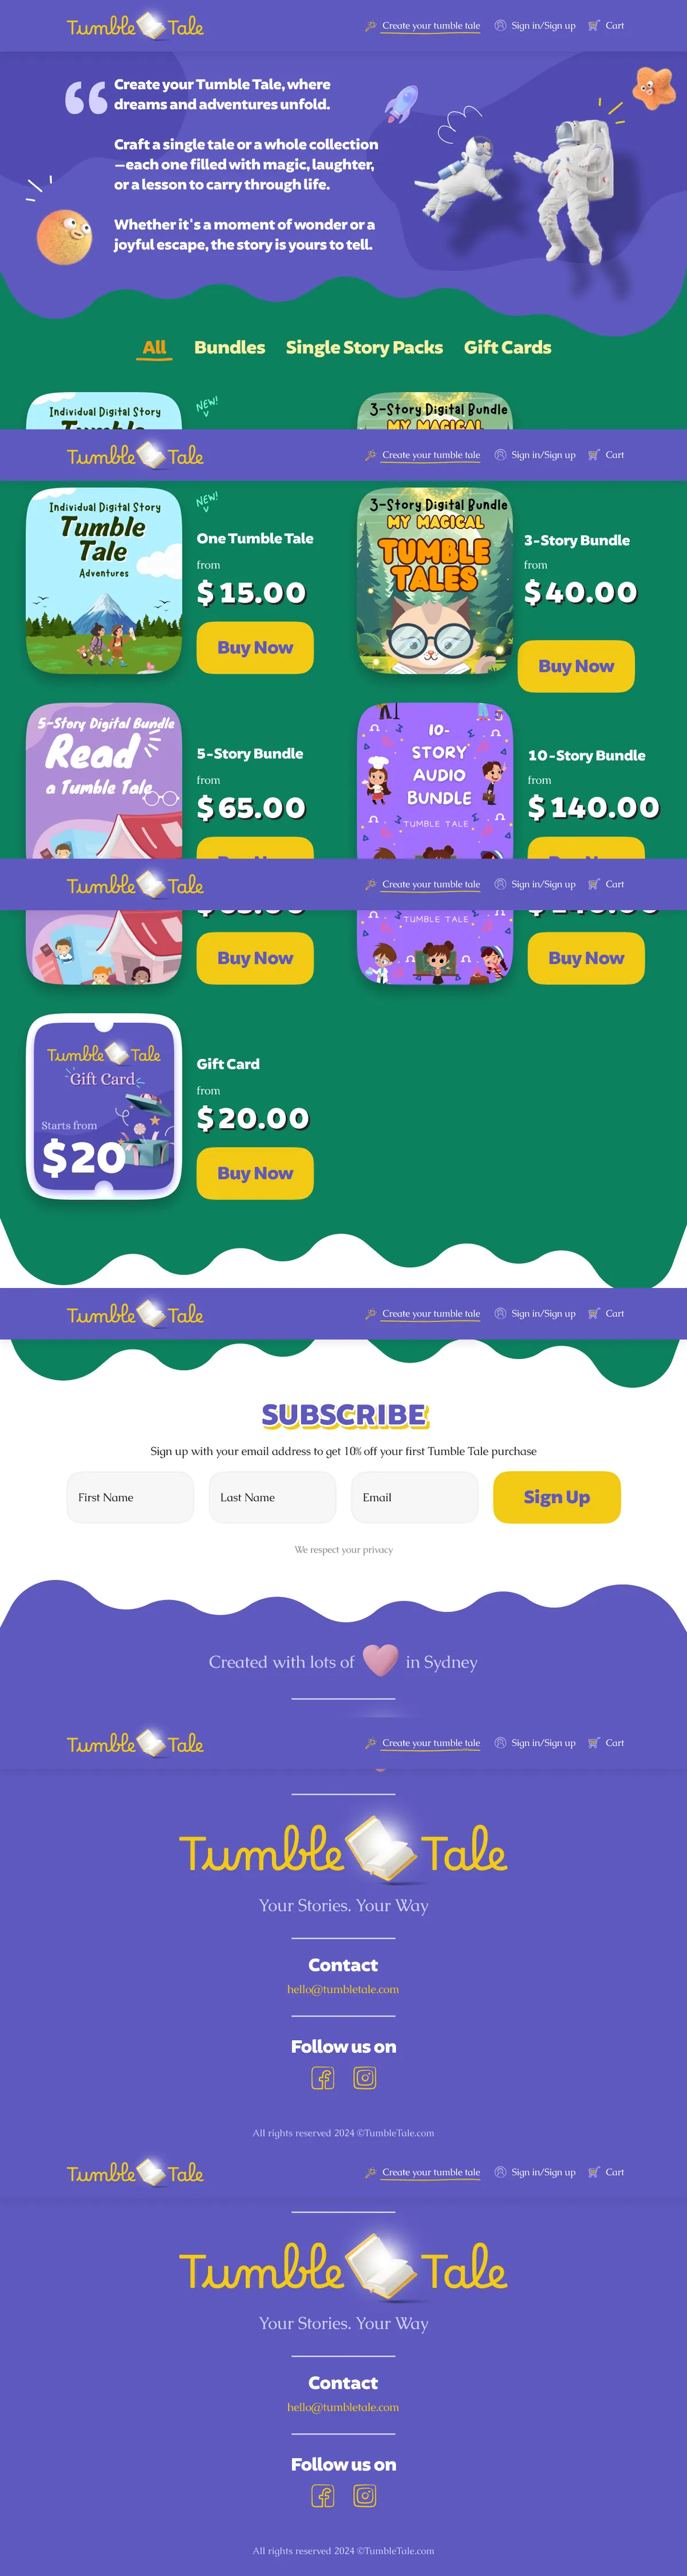 Tumble Tale
Create your tumble tale
Sign in/Sign up
Cart
“ Create your Tumble Tale, where
dreams and adventures unfold.
Craft a single tale or a whole collection
—each one filled with magic, laughter,
or a lesson to carry through life.
Whether it's a moment of wonder or a
joyful escape, the story is yours to tell.
All
Bundles
Single Story Packs
Gift Cards
Individual Digital Story
Tumble
NEW!
3-Story Digital Bundle
MY MAGICAL
Tumble Tale
Create your tumble tale
Sign in/Sign up
Cart
Individual Digital Story
Tumble
Tale
Adventures
NEW!
One Tumble Tale
from
$15.00
Buy Now
3-Story Digital Bundle
MY MAGICAL
TUMBLE
TALES
3-Story Bundle
from
$40.00
Buy Now
5-Story Digital Bundle
Read
a Tumble Tale
5-Story Bundle
from
$65.00
Buy Now
10-
STORY
AUDIO
BUNDLE
TUMBLE TALE
10-Story Bundle
from
$140.00
Buy Now
Tumble Tale
Create your tumble tale
Sign in/Sign up
Cart
$65.00
Buy Now
TUMBLE TALE
$140.00
Buy Now
Tumble Tale
Gift Card
Starts from
$20
Gift Card
from
$20.00
Buy Now
Tumble Tale
Create your tumble tale
Sign in/Sign up
Cart
SUBSCRIBE
Sign up with your email address to get 10% off your first Tumble Tale purchase
First Name
Last Name
Email
Sign Up
We respect your privacy
Created with lots of
in Sydney
Tumble Tale
Create your tumble tale
Sign in/Sign up
Cart
Tumble Tale
Your Stories. Your Way
Contact
hello@tumbletale.com
Follow us on
All rights reserved 2024 ©TumbleTale.com
Tumble Tale
Create your tumble tale
Sign in/Sign up
Cart
Tumble Tale
Your Stories. Your Way
Contact
hello@tumbletale.com
Follow us on
All rights reserved 2024 ©TumbleTale.com